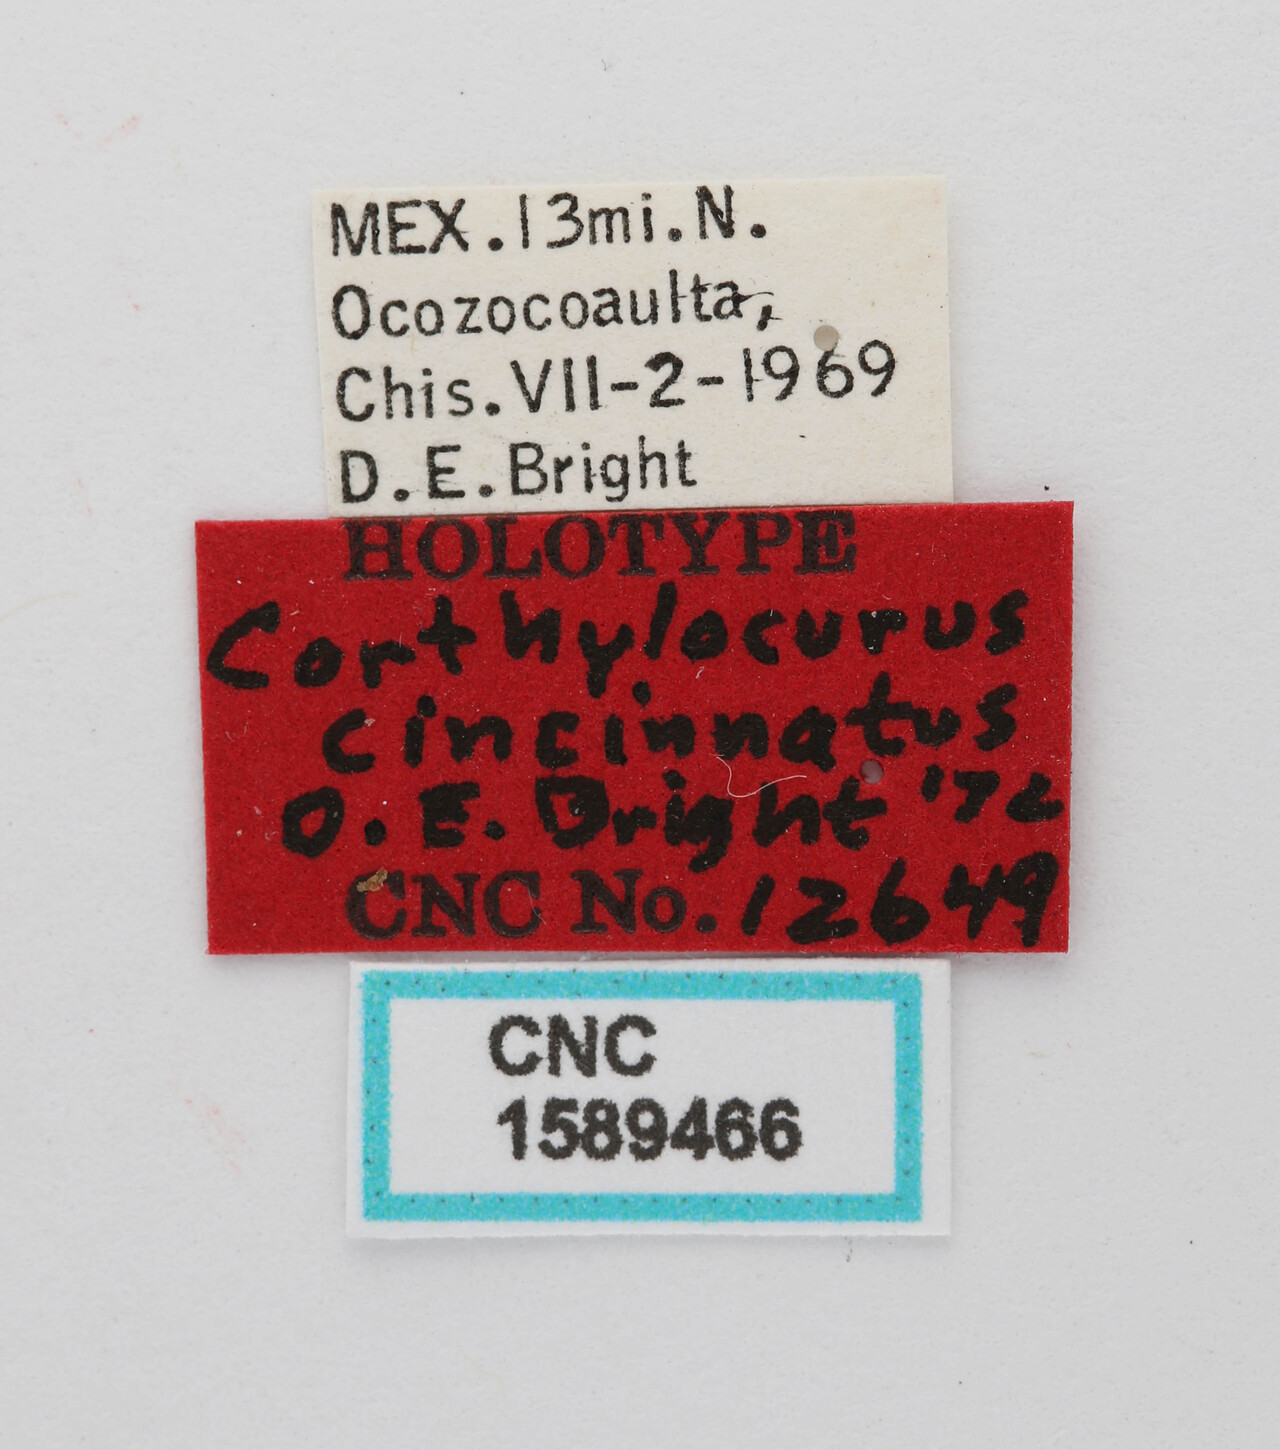 MEX.13mi.N.
Ocozocoaulta,
Chis.VII-2-1969
D.E.Bright
HOLOTYPE
Corthylocurus
cincinnatus
D.E.Bright '72
CNC No. 12649
CNC
1589466